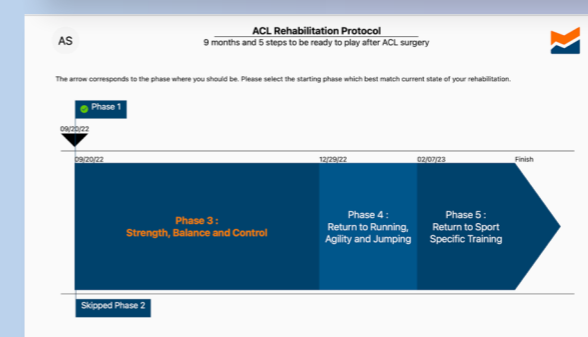 AS
ACL Rehabilitation Protocol
9 months and 5 steps to be ready to play after ACL surgery
The arrow corresponds to the phase where you should be. Please select the starting phase which best match current state of your rehabilitation.
Phase 1
09/20/22
09/20/22
12/29/22
02/07/23
Finish
Phase 3 :
Strength, Balance and Control
Phase 4 :
Return to Running,
Agility and Jumping
Phase 5 :
Return to Sport
Specific Training
Skipped Phase 2